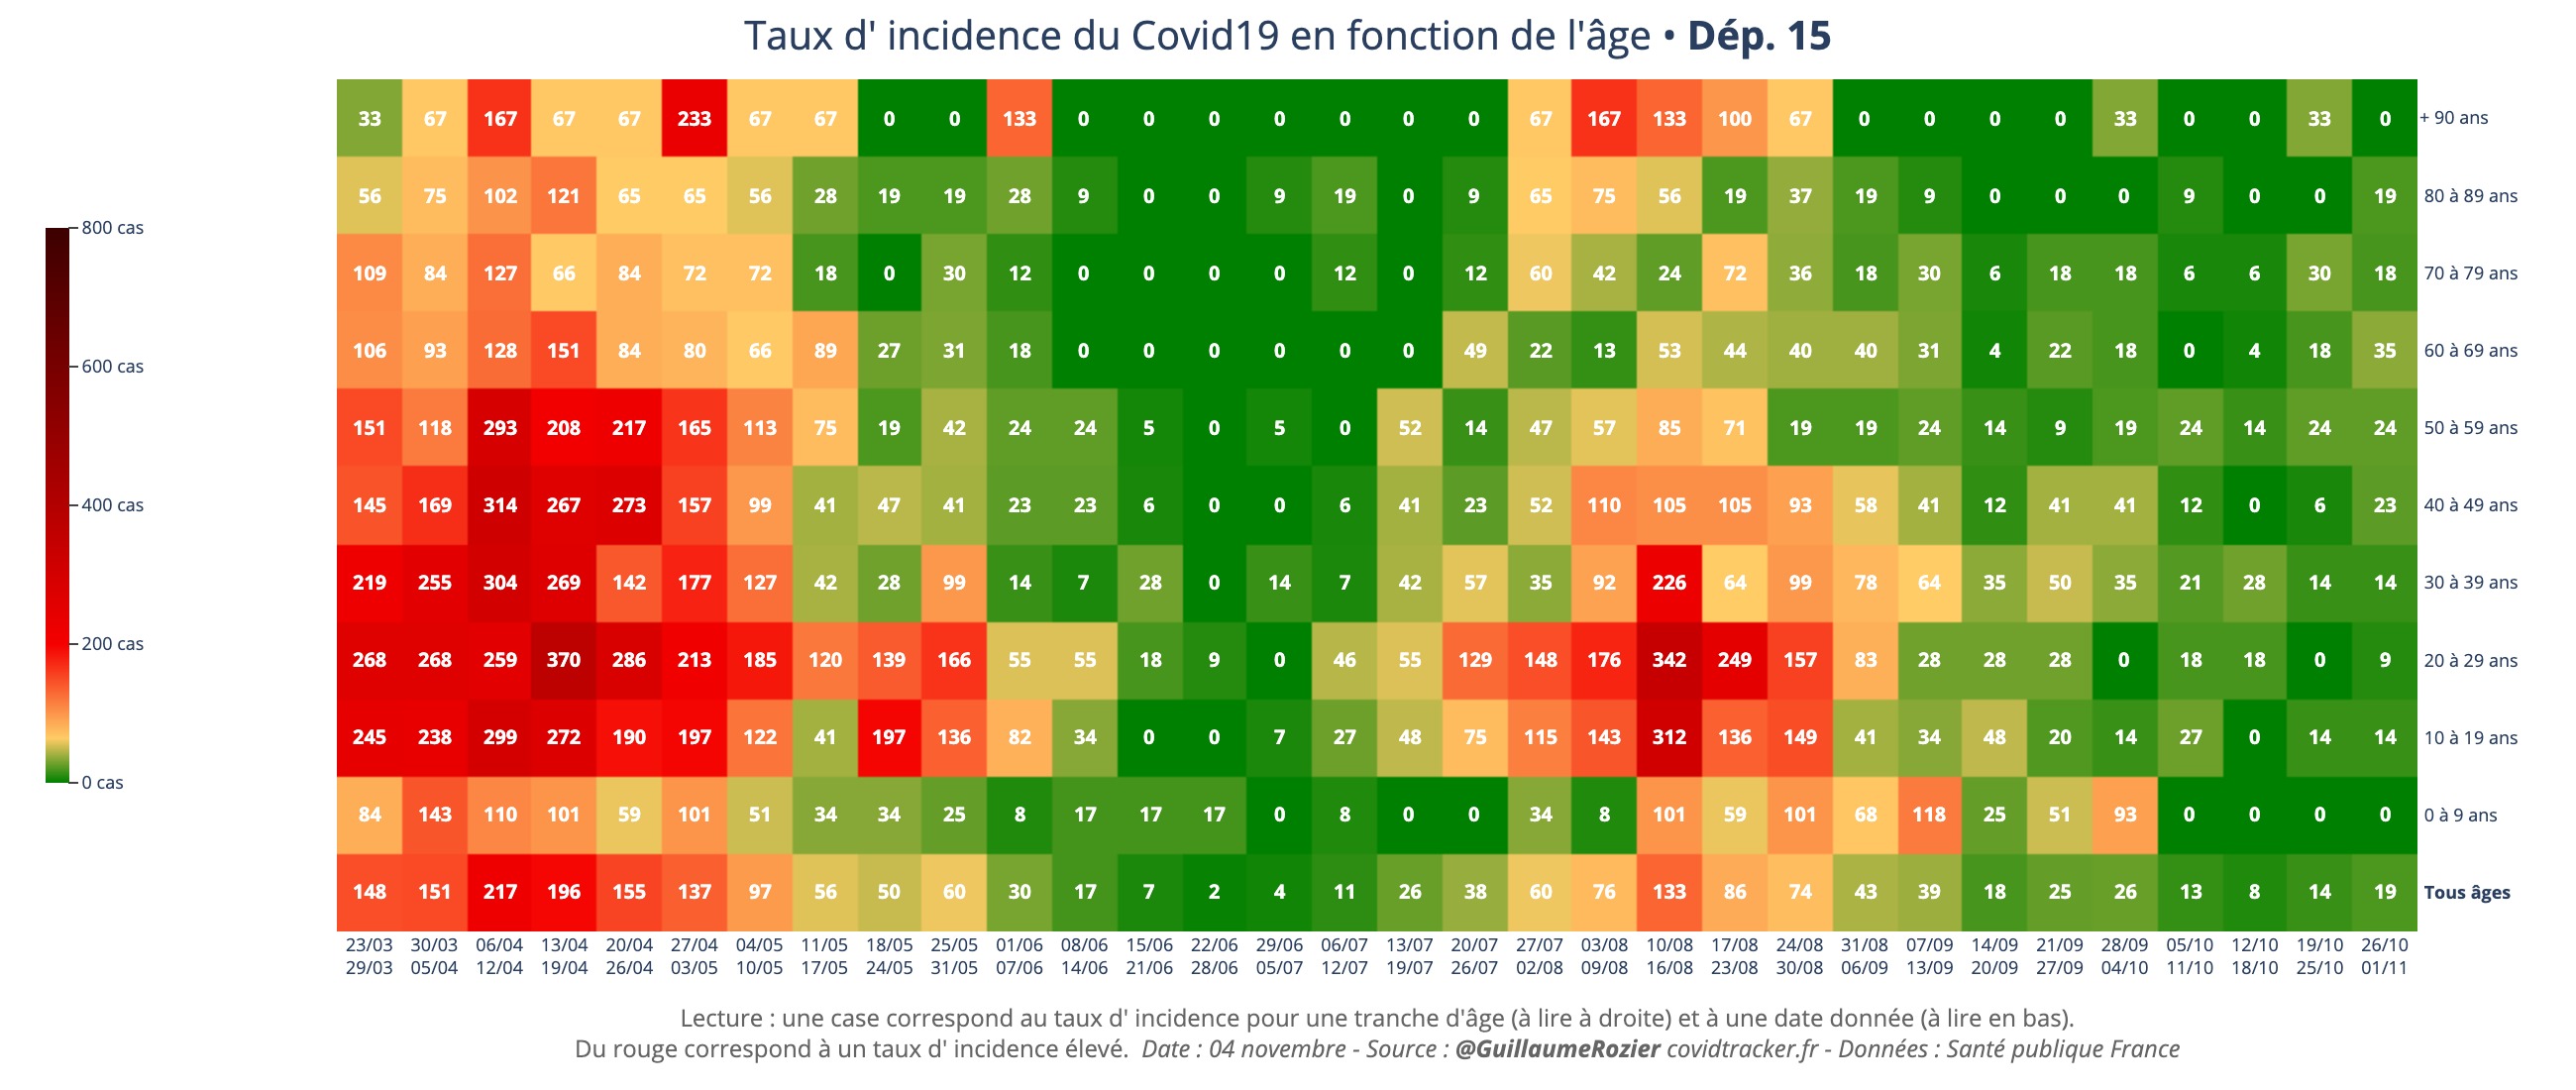 Taux d' incidence du Covid19 en fonction de l'âge • Dép. 15
800 cas
600 cas
400 cas
200 cas
0 cas
33 67 167 67 67 233 67 67 0 0 133 0 0 0 0 0 0 0 67 167 133 100 67 0 0 0 0 33 0 0 33 0 + 90 ans
56 75 102 121 65 65 56 28 19 19 28 9 0 0 9 19 0 9 65 75 56 19 37 19 9 0 0 0 9 0 0 19 80 à 89 ans
109 84 127 66 84 72 72 18 0 30 12 0 0 0 0 12 0 12 60 42 24 72 36 18 30 6 18 18 6 6 30 18 70 à 79 ans
106 93 128 151 84 80 66 89 27 31 18 0 0 0 0 0 0 49 22 13 53 44 40 40 31 4 22 18 0 4 18 35 60 à 69 ans
151 118 293 208 217 165 113 75 19 42 24 24 5 0 5 0 52 14 47 57 85 71 19 19 24 14 9 19 24 14 24 24 50 à 59 ans
145 169 314 267 273 157 99 41 47 41 23 23 6 0 0 6 41 23 52 110 105 105 93 58 41 12 41 41 12 0 6 23 40 à 49 ans
219 255 304 269 142 177 127 42 28 99 14 7 28 0 14 7 42 57 35 92 226 64 99 78 64 35 50 35 21 28 14 14 30 à 39 ans
268 268 259 370 286 213 185 120 139 166 55 55 18 9 0 46 55 129 148 176 342 249 157 83 28 28 28 0 18 18 0 9 20 à 29 ans
245 238 299 272 190 197 122 41 197 136 82 34 0 0 7 27 48 75 115 143 312 136 149 41 34 48 20 14 27 0 14 14 10 à 19 ans
84 143 110 101 59 101 51 34 34 25 8 17 17 17 0 8 0 0 34 8 101 59 101 68 118 25 51 93 0 0 0 0 0 à 9 ans
148 151 217 196 155 137 97 56 50 60 30 17 7 2 4 11 26 38 60 76 133 86 74 43 39 18 25 26 13 8 14 19 Tous âges
23/03 30/03 06/04 13/04 20/04 27/04 04/05 11/05 18/05 25/05 01/06 08/06 15/06 22/06 29/06 06/07 13/07 20/07 27/07 03/08 10/08 17/08 24/08 31/08 07/09 14/09 21/09 28/09 05/10 12/10 19/10 26/10
29/03 05/04 12/04 19/04 26/04 03/05 10/05 17/05 24/05 31/05 07/06 14/06 21/06 28/06 05/07 12/07 19/07 26/07 02/08 09/08 16/08 23/08 30/08 06/09 13/09 20/09 27/09 04/10 11/10 18/10 25/10 01/11
Lecture : une case correspond au taux d' incidence pour une tranche d'âge (à lire à droite) et à une date donnée (à lire en bas).
Du rouge correspond à un taux d' incidence élevé. Date : 04 novembre - Source : @GuillaumeRozier covidtracker.fr - Données : Santé publique France